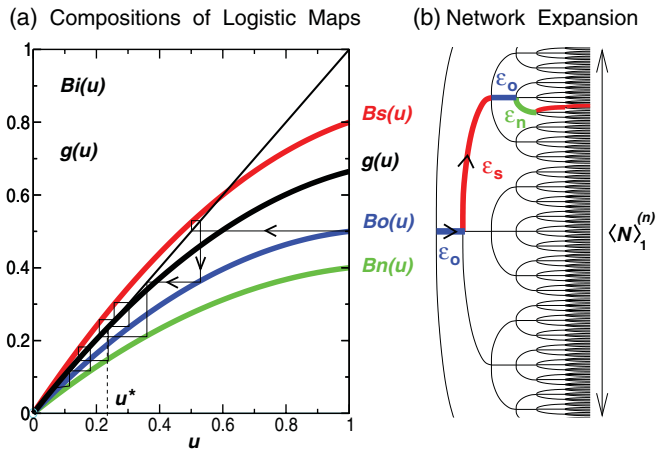 (a) Compositions of Logistic Maps
Bi(u)
g(u)
1
0.8
0.6
0.4
0.2
0
0
0.2
0.4
0.6
0.8
1
u*
u
Bs(u)
g(u)
Bo(u)
Bn(u)
(b) Network Expansion
εo
εn
εs
εo
⟨N⟩₁⁽ⁿ⁾